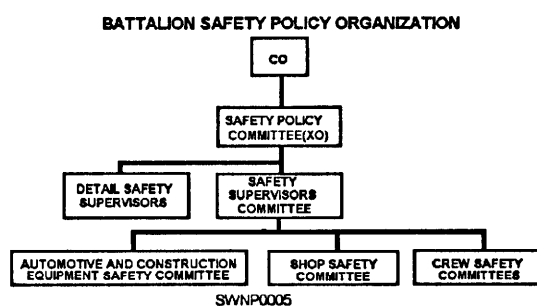 BATTALION SAFETY POLICY ORGANIZATION
CO
SAFETY POLICY
COMMITTEE(XO)
DETAIL SAFETY
SUPERVISORS
SAFETY
SUPERVISORS
COMMITTEE
AUTOMOTIVE AND CONSTRUCTION
EQUIPMENT SAFETY COMMITTEE
SHOP SAFETY
COMMITTEE
CREW SAFETY
COMMITTEES
SWNP0005